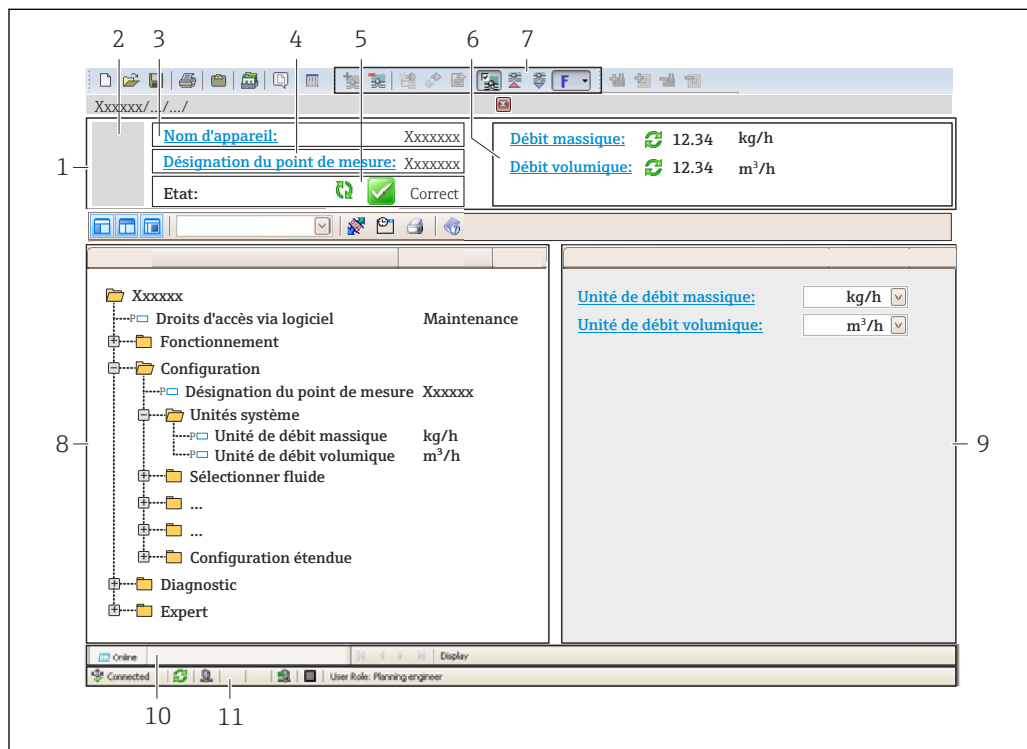 2 3 4 5 6 7
F
Xxxxxx/.../.../
1
Nom d'appareil: Xxxxxxx
Désignation du point de mesure: Xxxxxxx
Etat: Correct
Débit massique: 12.34 kg/h
Débit volumique: 12.34 m³/h
Xxxxxx
P Droits d'accès via logiciel Maintenance
Fonctionnement
Configuration
P Désignation du point de mesure Xxxxxx
Unités système
P Unité de débit massique kg/h
P Unité de débit volumique m³/h
Sélectionner fluide
...
...
Configuration étendue
Diagnostic
Expert
8
Unité de débit massique: kg/h
Unité de débit volumique: m³/h
9
Online Display
Connected User Role: Planning engineer
10 11